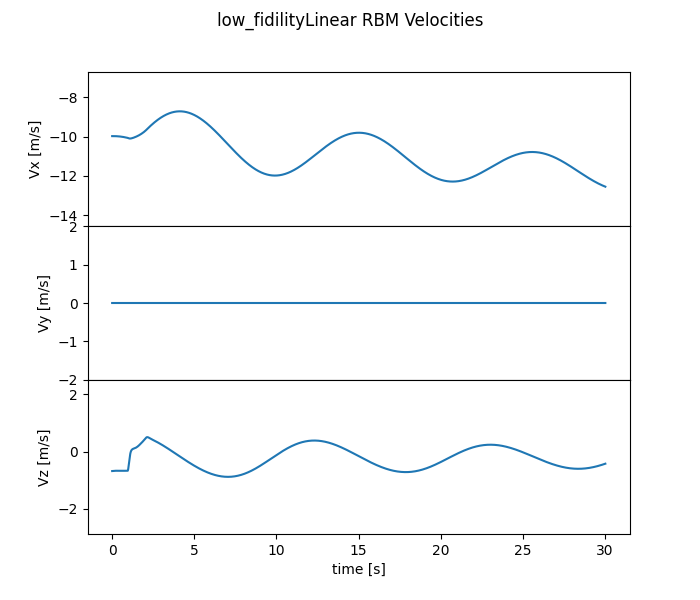 low_fidilityLinear RBM Velocities
−8
−10
−12
−14
Vx [m/s]
2
1
0
−1
−2
Vy [m/s]
2
0
−2
Vz [m/s]
0 5 10 15 20 25 30
time [s]